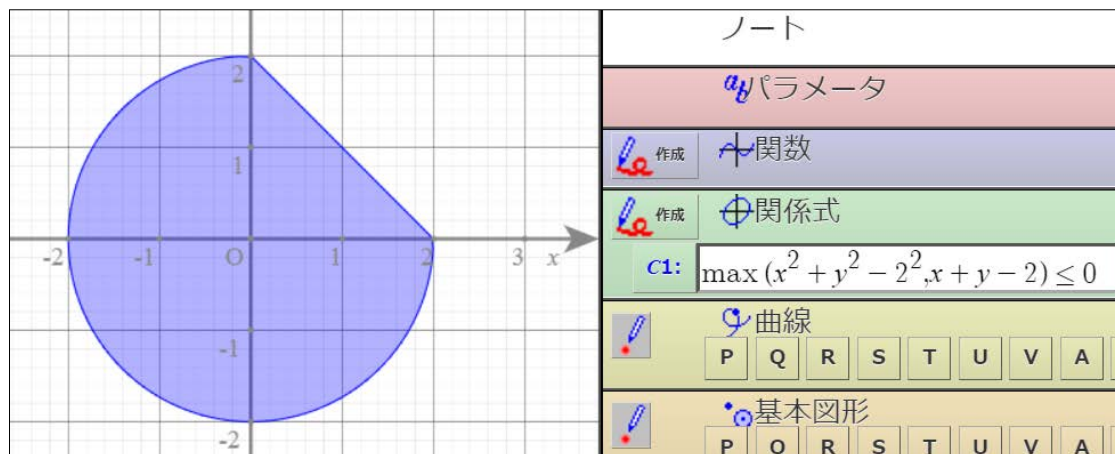 2
1
-2
-1
O
1
2
3
x
-1
-2
ノート
abパラメータ
作成 関数
作成 関係式
C1: max (x² + y² − 2²,x + y − 2) ≤ 0
曲線
P Q R S T U V A
基本図形
P Q R S T U V A